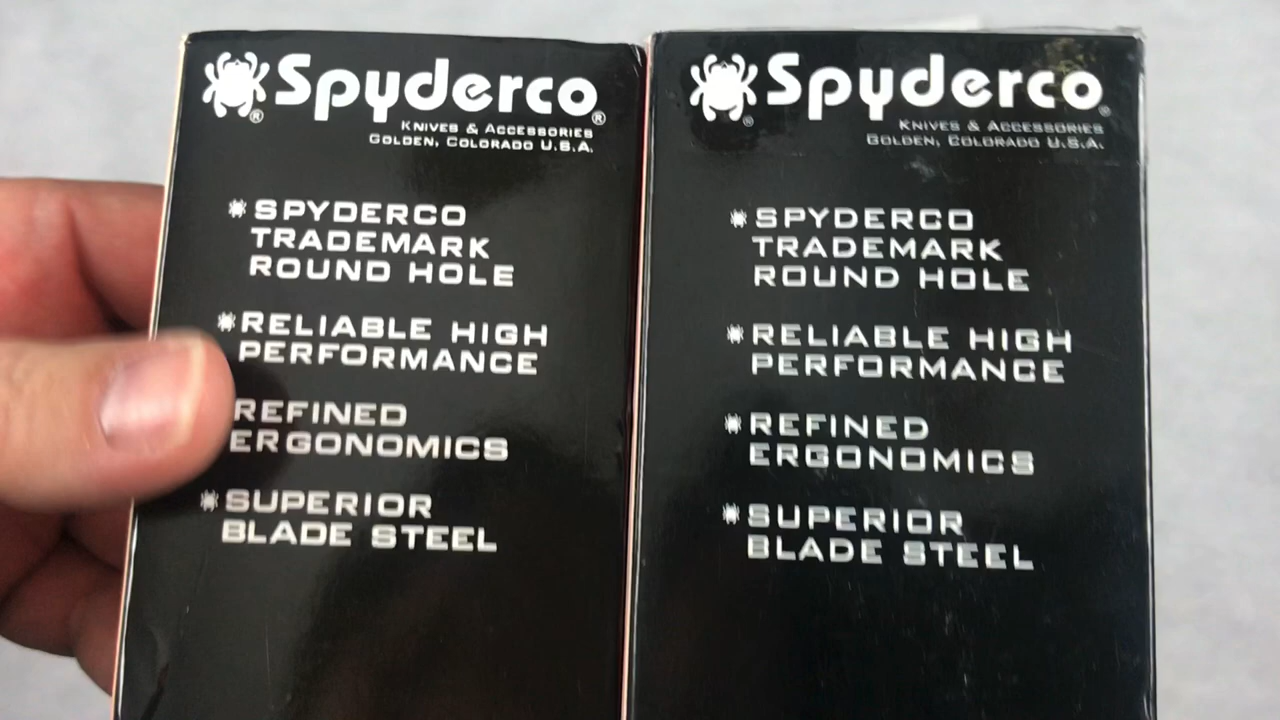 Spyderco®
KNIVES & ACCESSORIES
GOLDEN, COLORADO U.S.A.
SPYDERCO
TRADEMARK
ROUND HOLE
RELIABLE HIGH
PERFORMANCE
REFINED
ERGONOMICS
SUPERIOR
BLADE STEEL
Spyderco®
KNIVES & ACCESSORIES
GOLDEN, COLORADO U.S.A.
SPYDERCO
TRADEMARK
ROUND HOLE
RELIABLE HIGH
PERFORMANCE
REFINED
ERGONOMICS
SUPERIOR
BLADE STEEL